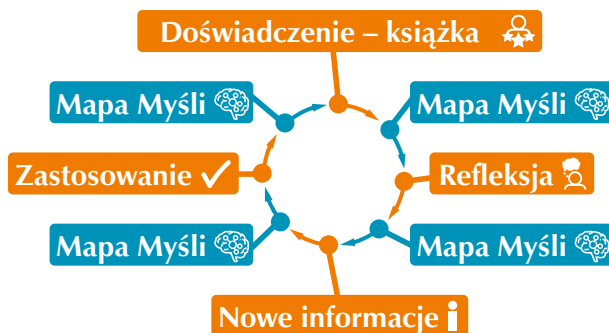 Doświadczenie – książka
Mapa Myśli
Mapa Myśli
Zastosowanie
Refleksja
Mapa Myśli
Mapa Myśli
Nowe informacje